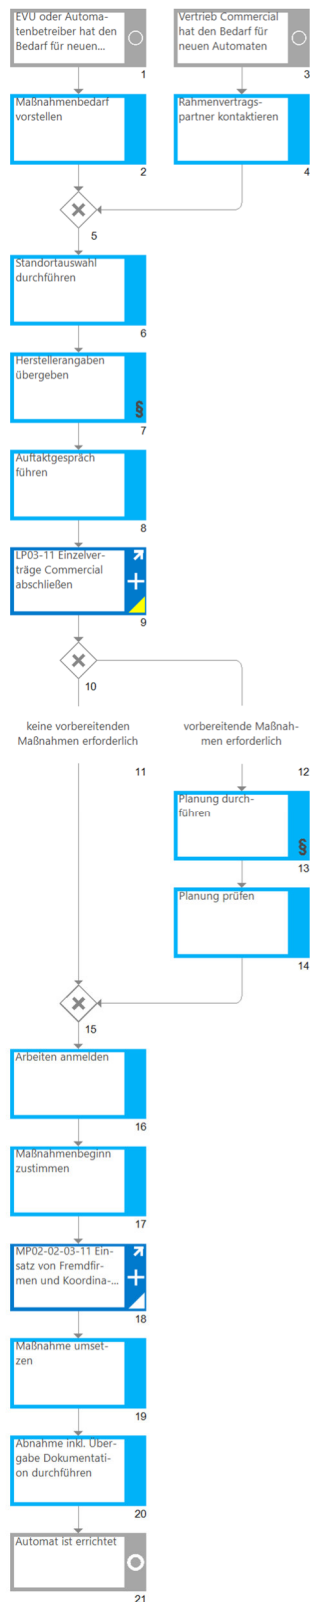 EVU oder Automa-
tenbetreiber hat den
Bedarf für neuen...
1
Vertrieb Commercial
hat den Bedarf für
neuen Automaten
3
Maßnahmenbedarf
vorstellen
2
Rahmenvertrags-
partner kontaktieren
4
5
Standortauswahl
durchführen
6
Herstellerangaben
übergeben
§
7
Auftaktgespräch
führen
8
LP03-11 Einzelver-
träge Commercial
abschließen
9
10
keine vorbereitenden
Maßnahmen erforderlich
11
vorbereitende Maßnah-
men erforderlich
12
Planung durch-
führen
§
13
Planung prüfen
14
15
Arbeiten anmelden
16
Maßnahmenbeginn
zustimmen
17
MP02-02-03-11 Ein-
satz von Fremdfir-
men und Koordina-...
18
Maßnahme umset-
zen
19
Abnahme inkl. Über-
gabe Dokumentati-
on durchführen
20
Automat ist errichtet
21